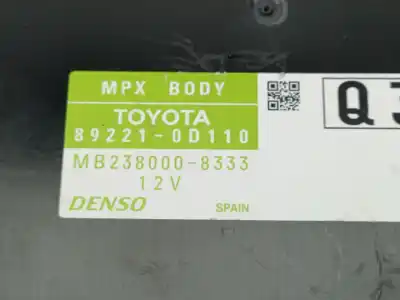 MPX BODY
TOYOTA
89221-0D110
MB238000-8333
12V
DENSO
SPAIN
Q